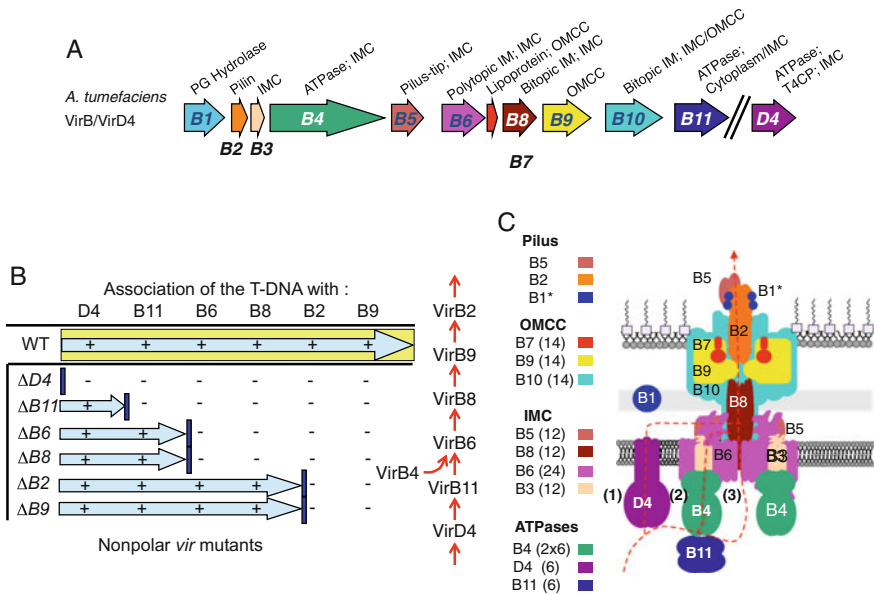 A
PG Hydrolase
Pilin
IMC
ATPase; IMC
Pilus-tip; IMC
Polytopic IM; IMC
Lipoprotein; OMCC
Bitopic IM; IMC
OMCC
Bitopic IM; IMC/OMCC
ATPase;
Cytoplasm/IMC
ATPase;
T4CP; IMC
A. tumefaciens
VirB/VirD4
B1 B4 B5 B6 B8 B9 B10 B11 D4
B2 B3 B7
B
Association of the T-DNA with :
D4 B11 B6 B8 B2 B9
WT + + + + + +
ΔD4 - - - - - -
ΔB11 + - - - - -
ΔB6 + + - - - -
ΔB8 + + - - - -
ΔB2 + + + + - -
ΔB9 + + + + - -
Nonpolar vir mutants
VirB2
VirB9
VirB8
VirB6
VirB4
VirB11
VirD4
C
Pilus
B5
B2
B1*
OMCC
B7 (14)
B9 (14)
B10 (14)
IMC
B5 (12)
B8 (12)
B6 (24)
B3 (12)
ATPases
B4 (2x6)
D4 (6)
B11 (6)
B5
B1*
B2
B7
B9
B10
B1
B8
B5
B6
B3
(1)
D4
(2)
B4
(3)
B4
B11